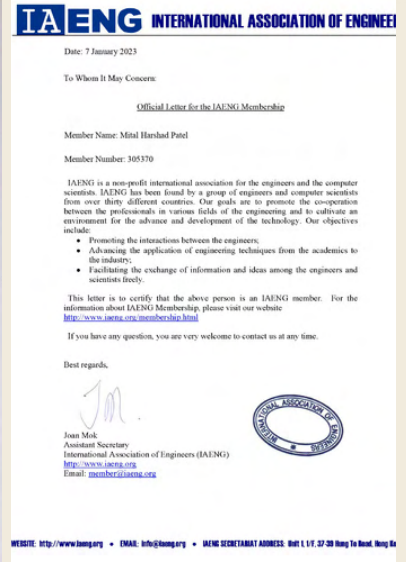 IAENG INTERNATIONAL ASSOCIATION OF ENGINEE
Date: 7 January 2023
To Whom It May Concern:
Official Letter for the IAENG Membership
Member Name: Mital Harshad Patel
Member Number: 305370
IAENG is a non-profit international association for the engineers and the computer
scientists. IAENG has been found by a group of engineers and computer scientists
from over thirty different countries. Our goals are to promote the co-operation
between the professionals in various fields of the engineering and to cultivate an
environment for the advance and development of the technology. Our objectives
include:
• Promoting the interactions between the engineers;
• Advancing the application of engineering techniques from the academics to
the industry;
• Facilitating the exchange of information and ideas among the engineers and
scientists freely.
This letter is to certify that the above person is an IAENG member. For the
information about IAENG Membership, please visit our website
http://www.iaeng.org/membership.html
If you have any question, you are very welcome to contact us at any time.
Best regards,
INTERNATIONAL ASSOCIATION OF ENGINEERS
Joan Mok
Assistant Secretary
International Association of Engineers (IAENG)
http://www.iaeng.org
Email: member@iaeng.org
WEBSITE: http://www.iaeng.org • EMAIL: info@iaeng.org • IAENG SECRETARIAT ADDRESS: Unit 1, 1/F, 37-39 Hung To Road, Hong